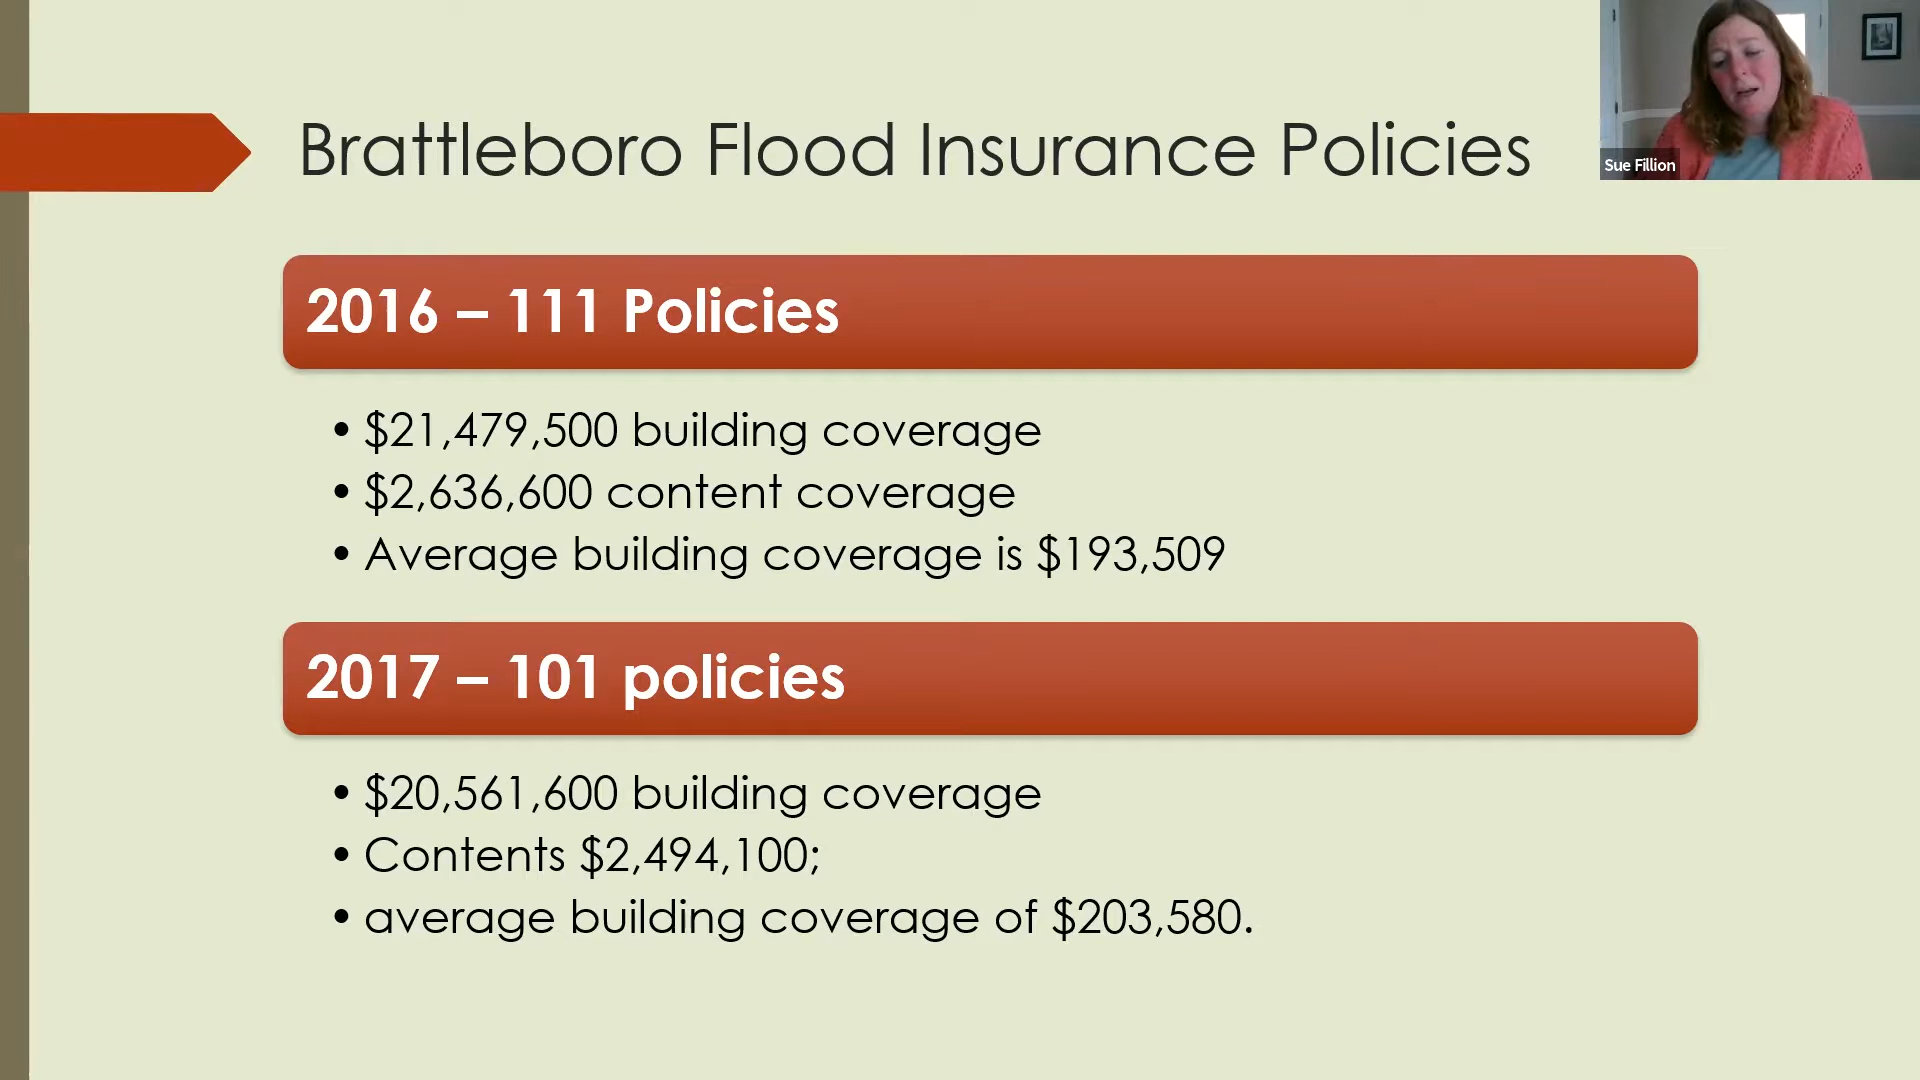 Brattleboro Flood Insurance Policies
Sue Fillion
2016 – 111 Policies
• $21,479,500 building coverage
• $2,636,600 content coverage
• Average building coverage is $193,509
2017 – 101 policies
• $20,561,600 building coverage
• Contents $2,494,100;
• average building coverage of $203,580.